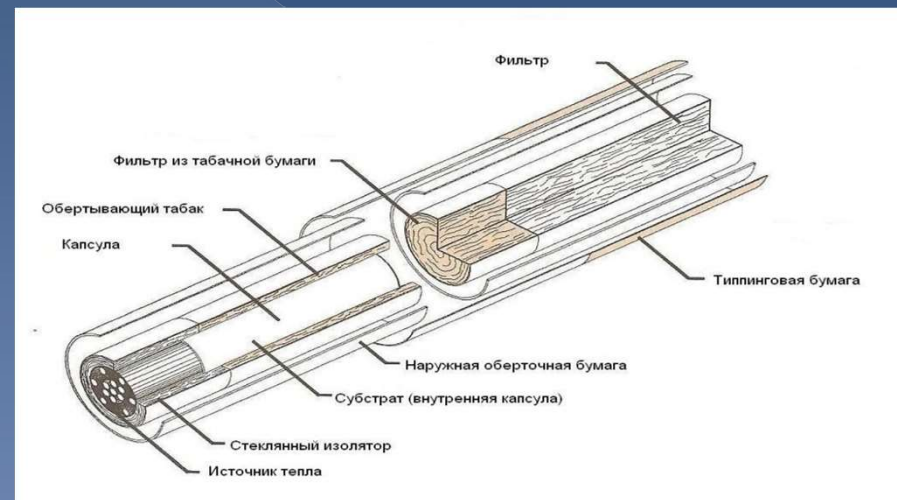 Фильтр
Фильтр из табачной бумаги
Обертывающий табак
Капсула
Типпинговая бумага
Наружная оберточная бумага
Субстрат (внутренняя капсула)
Стеклянный изолятор
Источник тепла